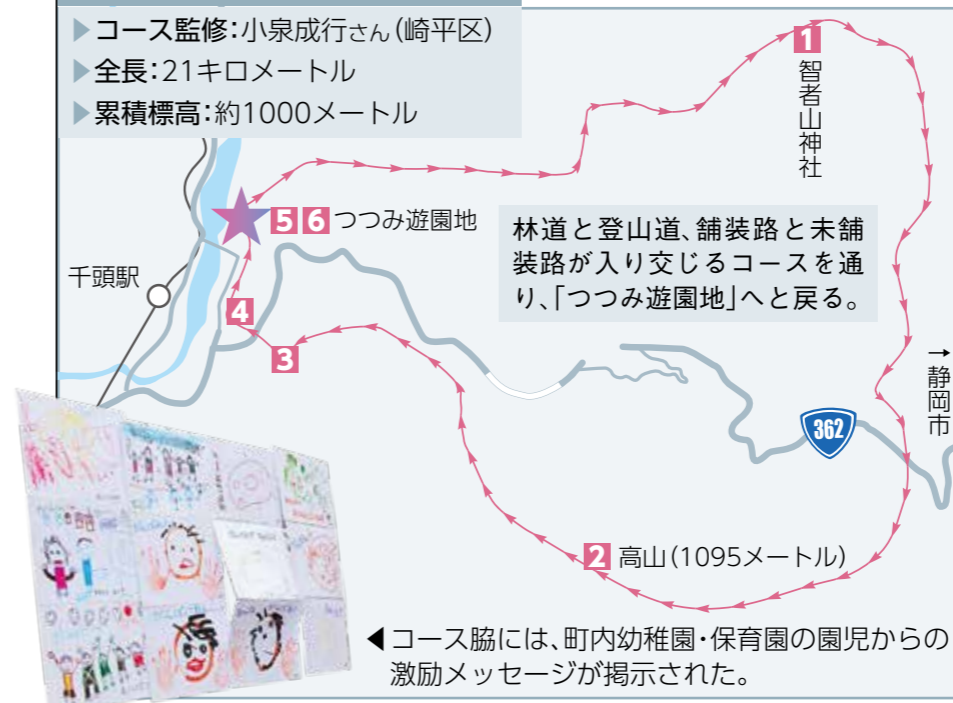 ▶コース監修：小泉成行さん（崎平区）
▶全長：21キロメートル
▶累積標高：約1000メートル
1
智者山神社
5 6 つつみ遊園地
林道と登山道、舗装路と未舗
装路が入り交じるコースを通
り、「つつみ遊園地」へと戻る。
千頭駅
4
3
→静岡市
362
2 高山（1095メートル）
◀コース脇には、町内幼稚園・保育園の園児からの
激励メッセージが掲示された。